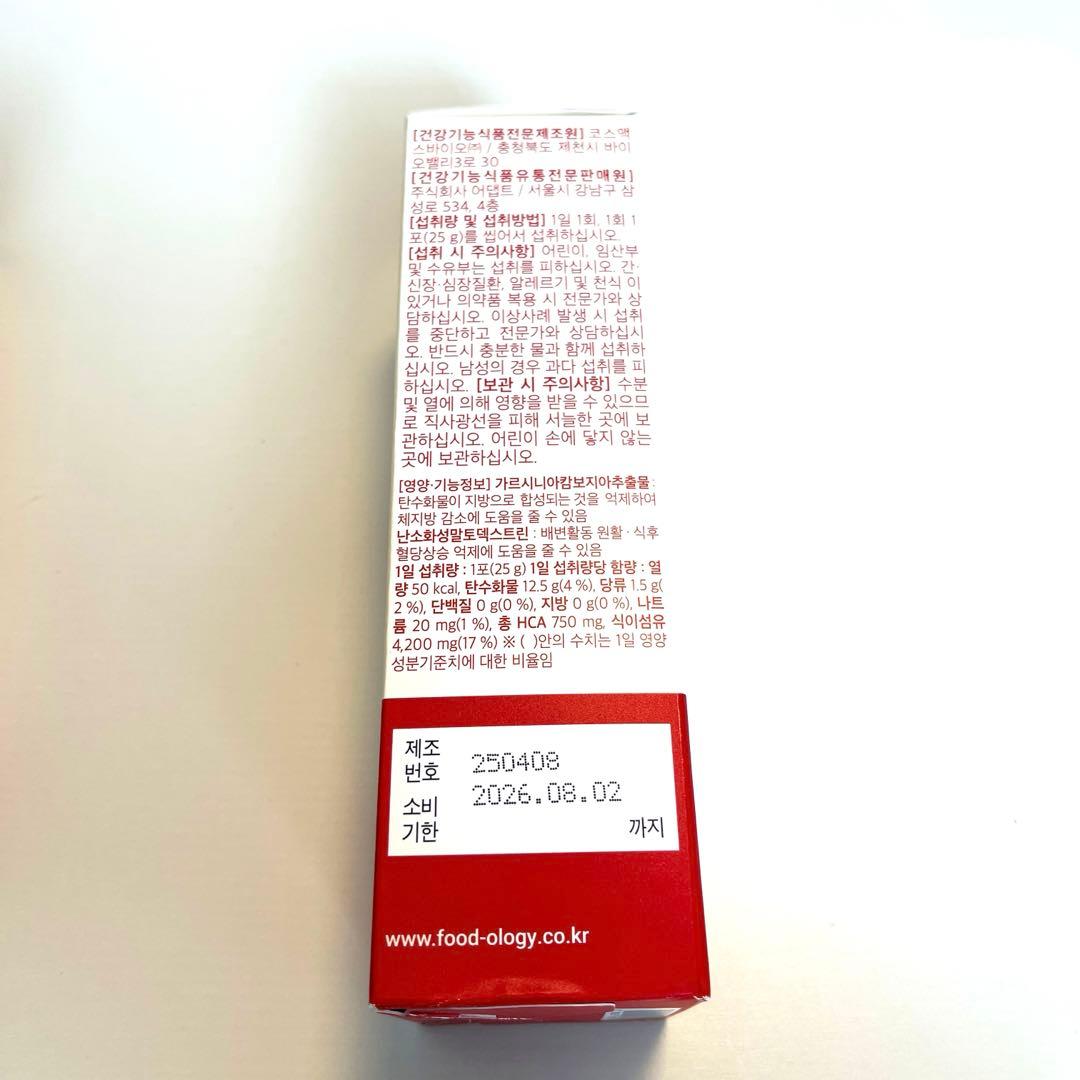 [건강기능식품전문제조원] 코스맥
스바이오㈜ / 충청북도 제천시 바이
오밸리3로 30
[건강기능식품유통전문판매원]
주식회사 어댑트 / 서울시 강남구 삼
성로 534, 4층
[섭취량 및 섭취방법] 1일 1회, 1회 1
포(25 g)를 씹어서 섭취하십시오.
[섭취 시 주의사항] 어린이, 임산부
및 수유부는 섭취를 피하십시오. 간·
신장·심장질환, 알레르기 및 천식 이
있거나 의약품 복용 시 전문가와 상
담하십시오. 이상사례 발생 시 섭취
를 중단하고 전문가와 상담하십시
오. 반드시 충분한 물과 함께 섭취하
십시오. 남성의 경우 과다 섭취를 피
하십시오. [보관 시 주의사항] 수분
및 열에 의해 영향을 받을 수 있으므
로 직사광선을 피해 서늘한 곳에 보
관하십시오. 어린이 손에 닿지 않는
곳에 보관하십시오.
[영양·기능정보] 가르시니아캄보지아추출물 :
탄수화물이 지방으로 합성되는 것을 억제하여
체지방 감소에 도움을 줄 수 있음
난소화성말토덱스트린 : 배변활동 원활 · 식후
혈당상승 억제에 도움을 줄 수 있음
1일 섭취량 : 1포(25 g) 1일 섭취량당 함량 : 열
량 50 kcal, 탄수화물 12.5 g(4 %), 당류 1.5 g(
2 %), 단백질 0 g(0 %), 지방 0 g(0 %), 나트
륨 20 mg(1 %), 총 HCA 750 mg, 식이섬유
4,200 mg(17 %) ※ ( )안의 수치는 1일 영양
성분기준치에 대한 비율임
제조
번호 250408
소비 2026.08.02
기한 까지
www.food-ology.co.kr